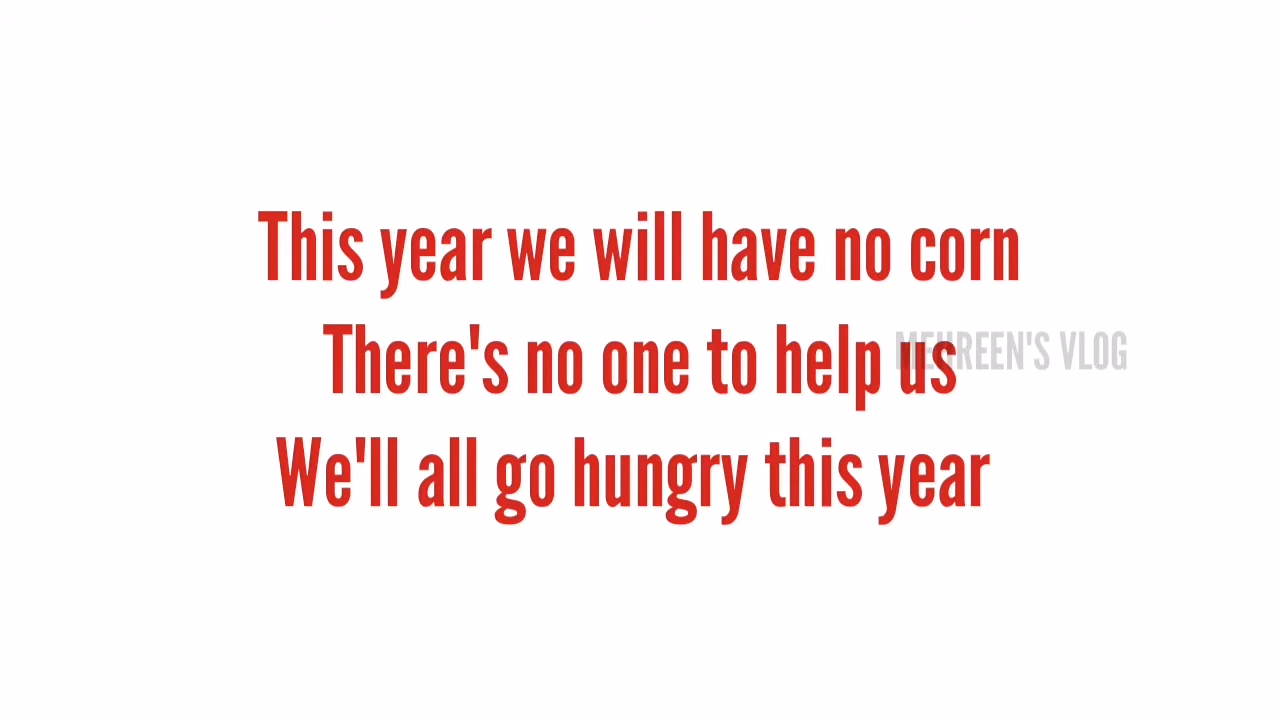 This year we will have no corn
There's no one to help us
MEHREEN'S VLOG
We'll all go hungry this year